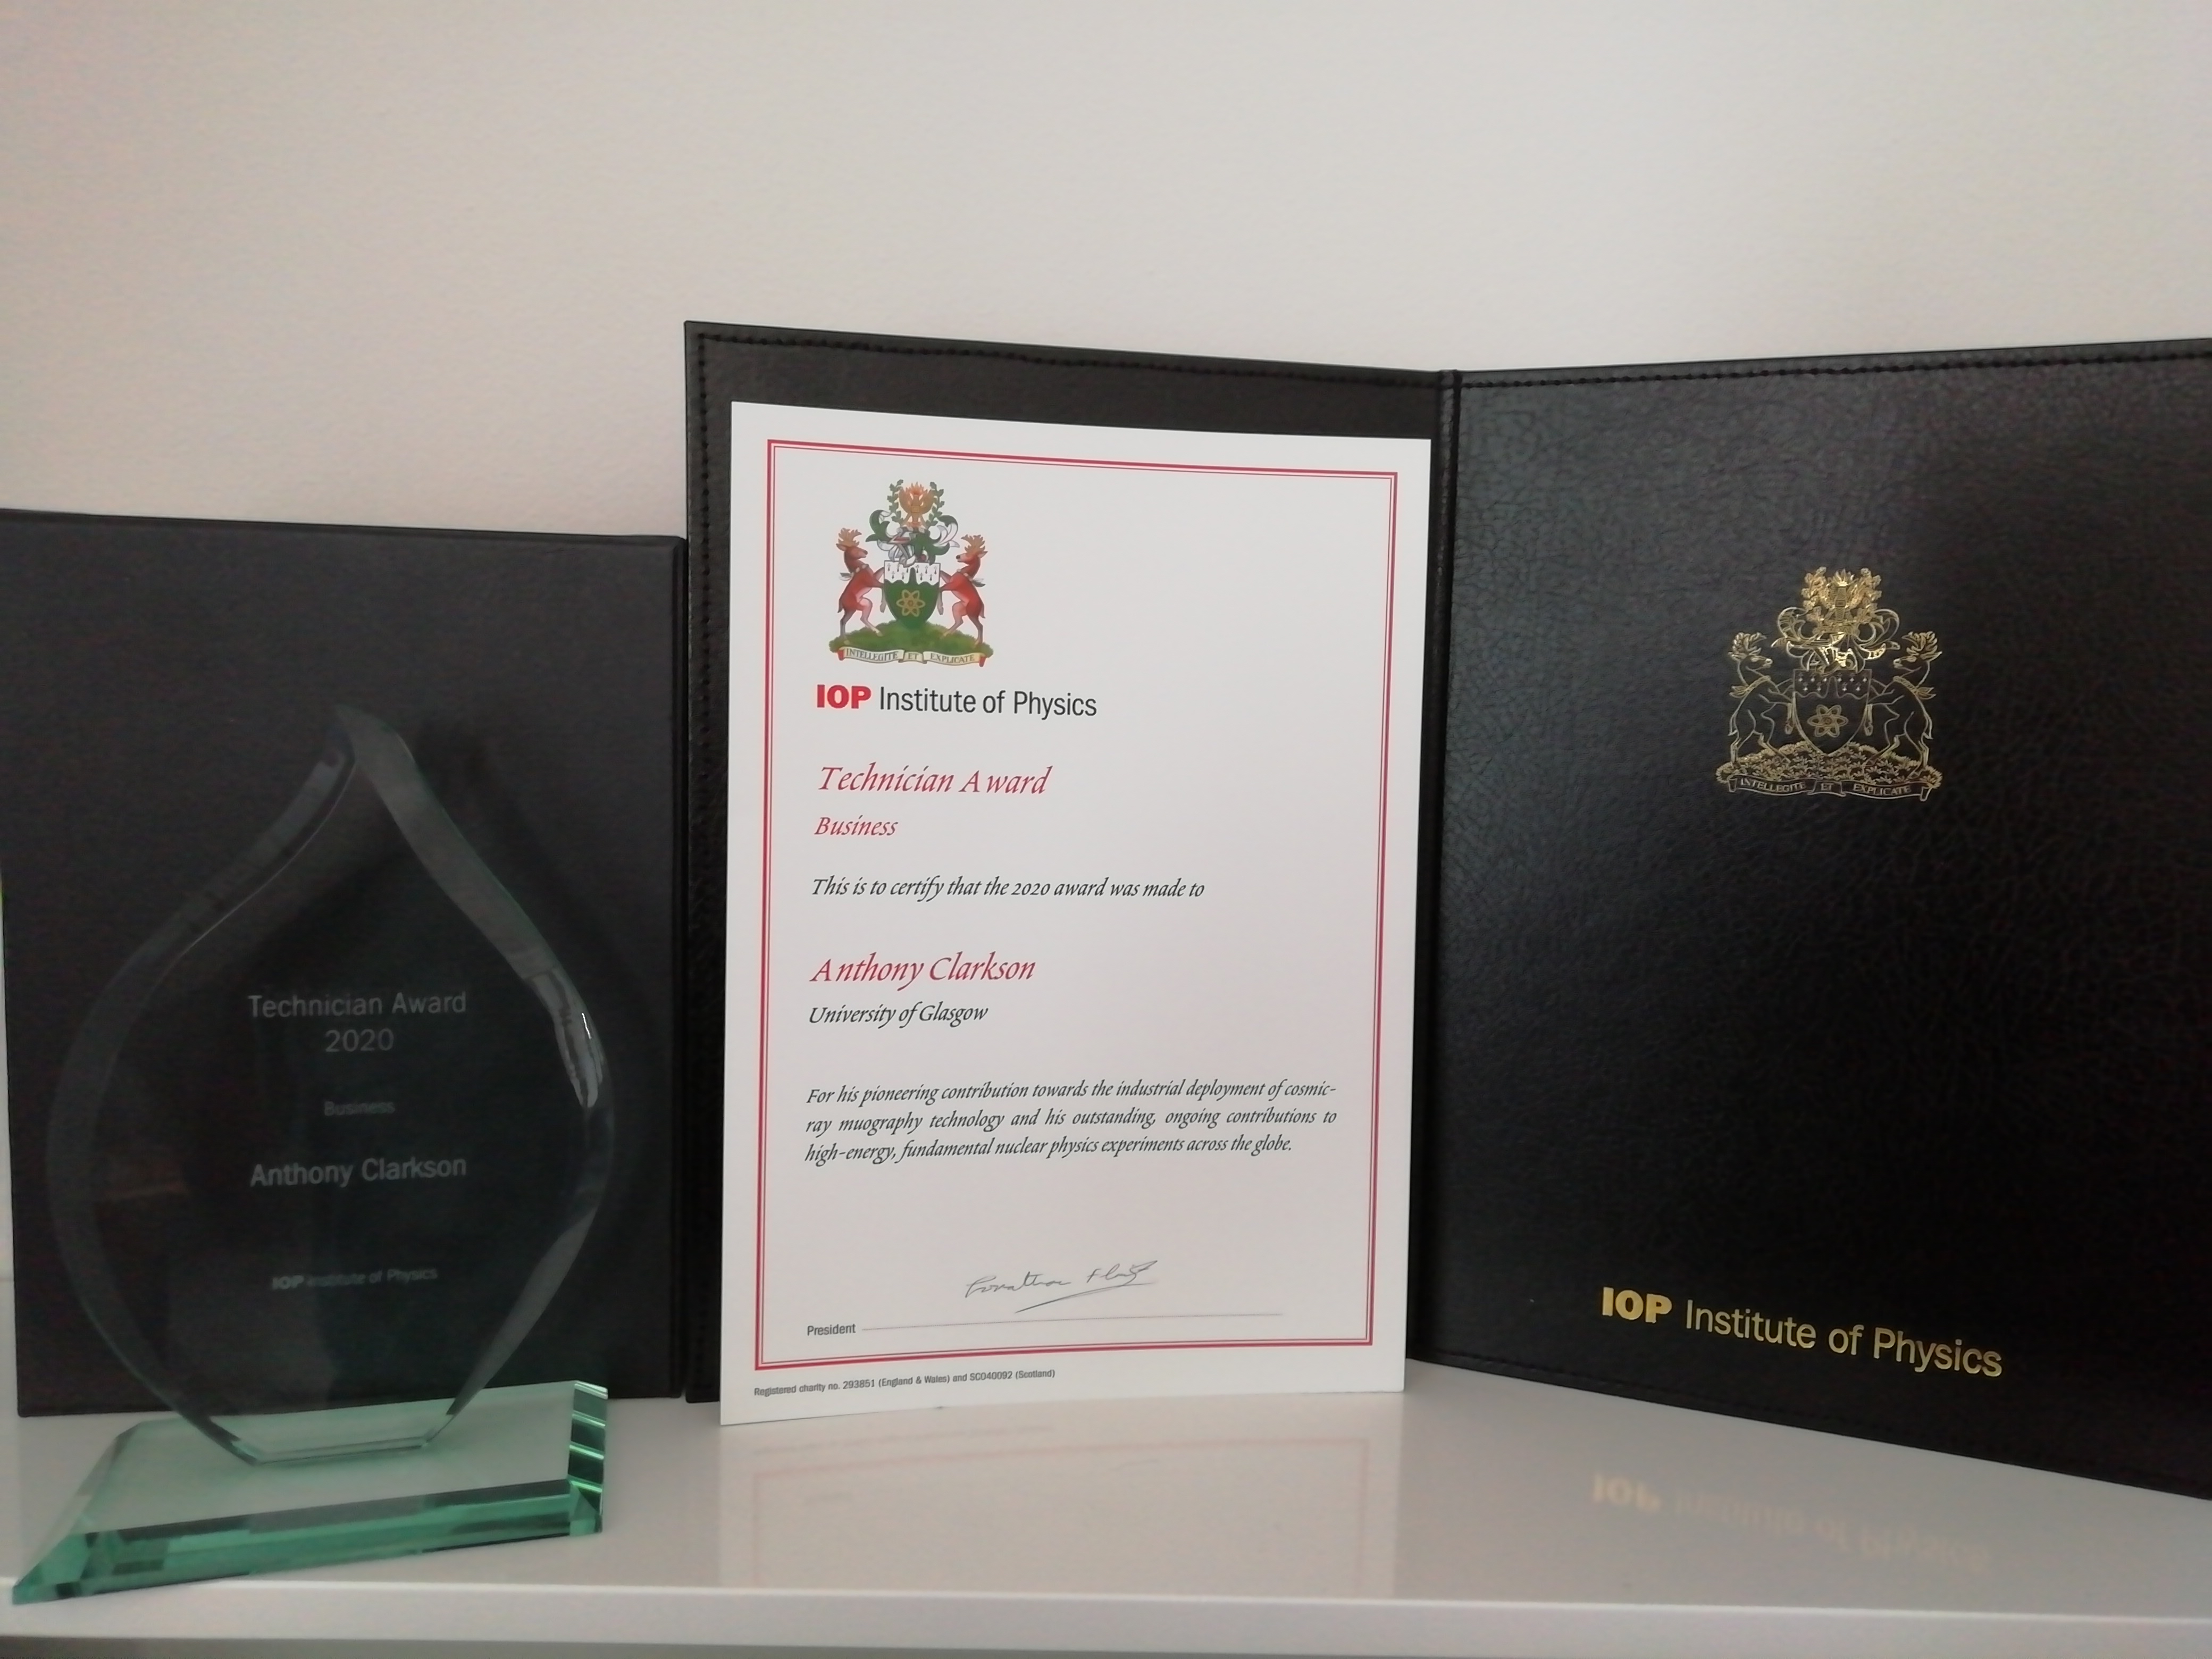 Technician Award
2020
Business
Anthony Clarkson
IOP Institute of Physics
INTELLEGITE ET EXPLICATE
IOP Institute of Physics
Technician Award
Business
This is to certify that the 2020 award was made to
Anthony Clarkson
University of Glasgow
For his pioneering contribution towards the industrial deployment of cosmic-
ray muography technology and his outstanding, ongoing contributions to
high-energy, fundamental nuclear physics experiments across the globe.
President
Registered charity no. 293851 (England & Wales) and SC040092 (Scotland)
INTELLEGITE ET EXPLICATE
IOP Institute of Physics